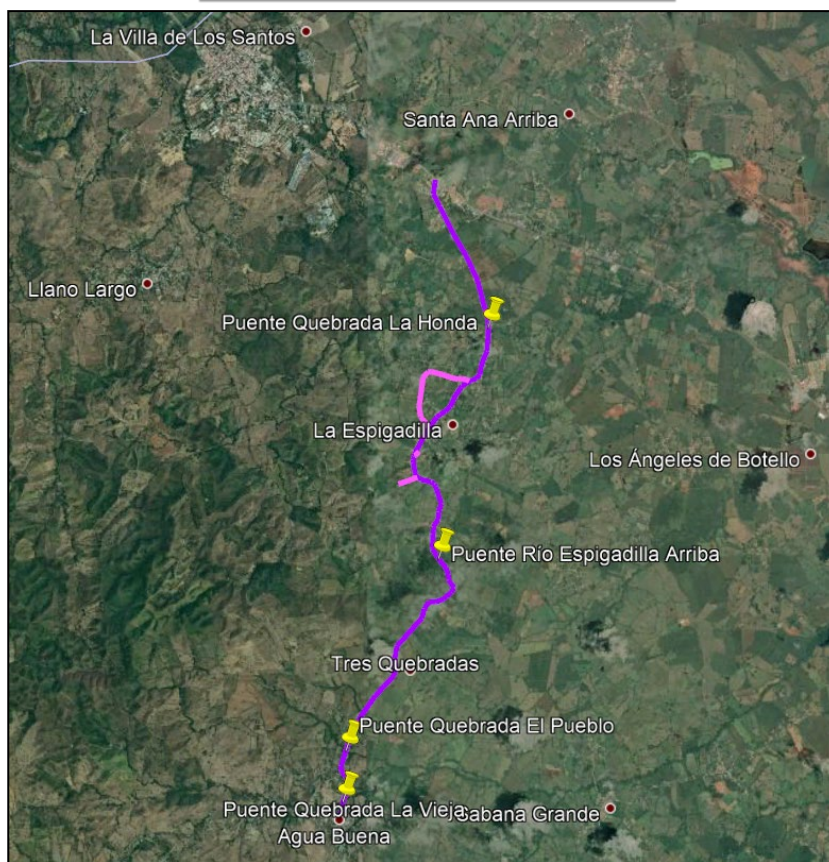 La Villa de Los Santos
Santa Ana Arriba
Llano Largo
Puente Quebrada La Honda
La Espigadilla
Los Ángeles de Botello
Puente Río Espigadilla Arriba
Tres Quebradas
Puente Quebrada El Pueblo
Puente Quebrada La Vieja
Sabana Grande
Agua Buena